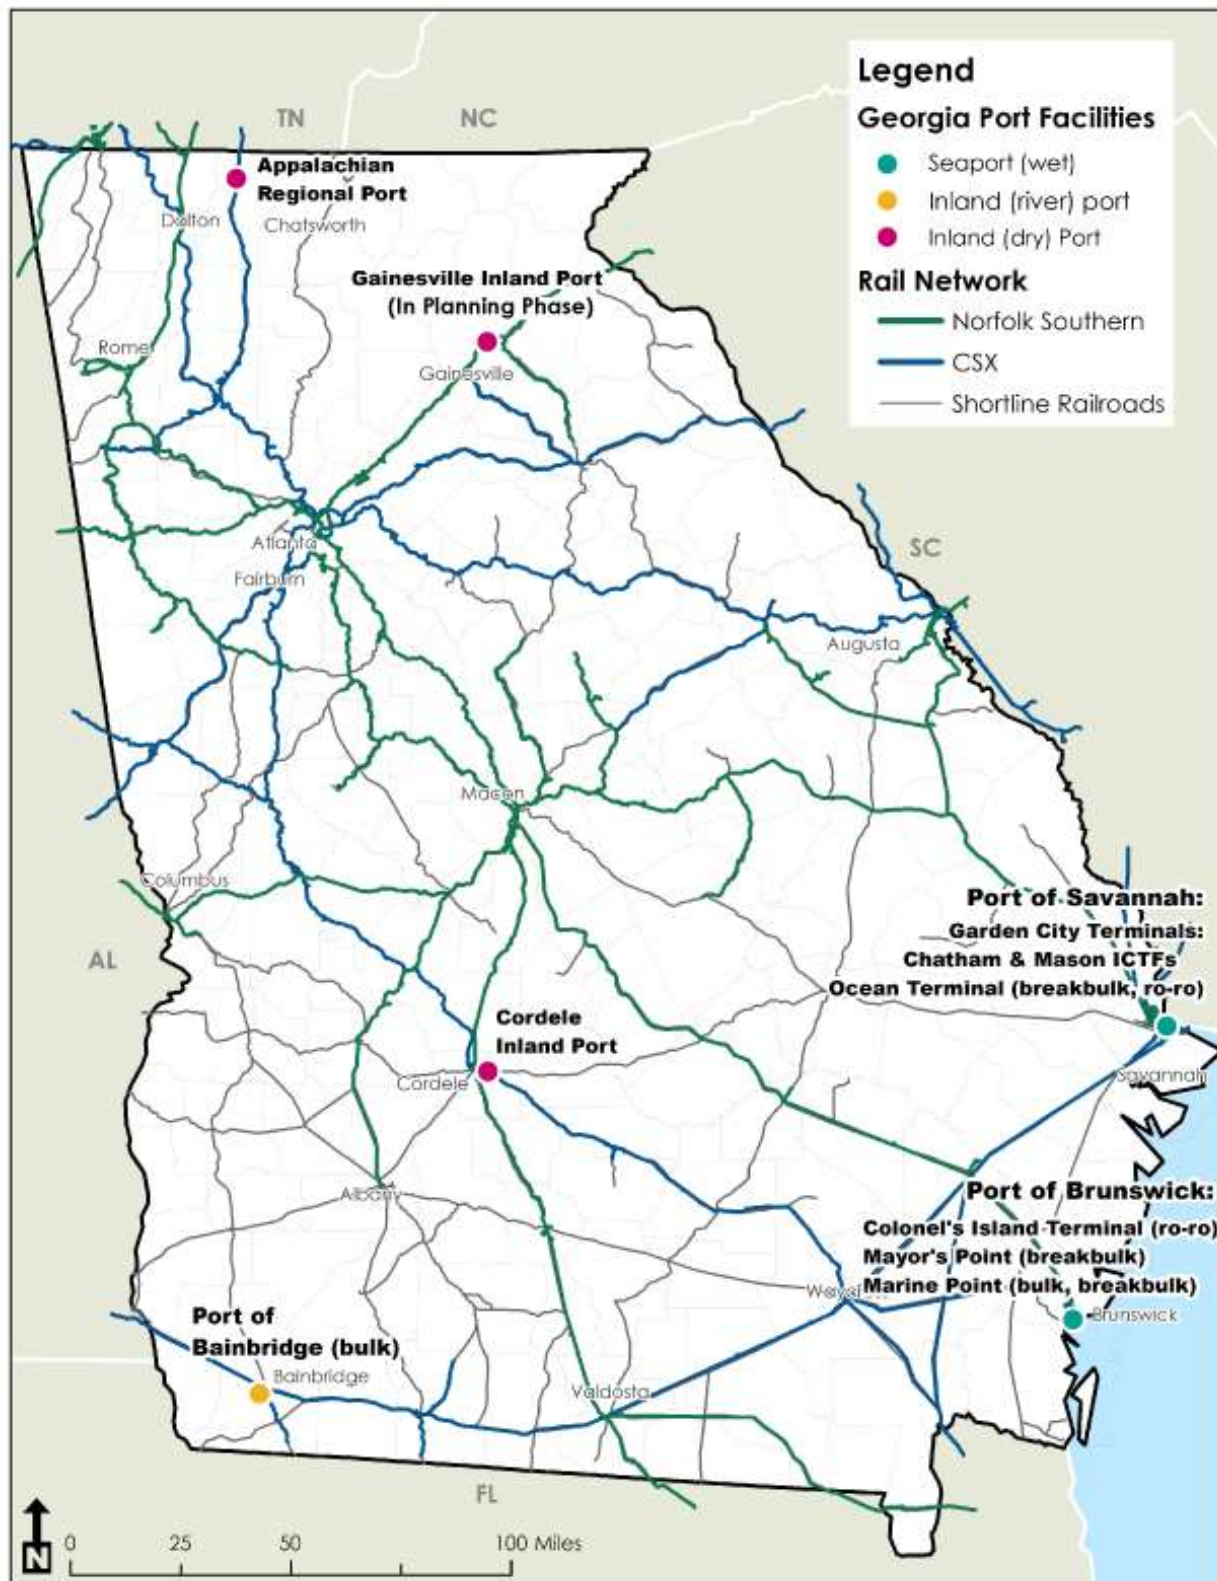 Legend
Georgia Port Facilities
Seaport (wet)
Inland (river) port
Inland (dry) Port
Rail Network
Norfolk Southern
CSX
Shortline Railroads
TN
NC
Appalachian
Regional Port
Dalton
Chatsworth
Gainesville Inland Port
(In Planning Phase)
Rome
Gainesville
Atlanta
Fairburn
SC
Augusta
Macon
Columbus
Port of Savannah:
Garden City Terminals:
Chatham & Mason ICTFs
Ocean Terminal (breakbulk, ro-ro)
AL
Cordele
Inland Port
Cordele
Savannah
Albany
Port of Brunswick:
Colonel's Island Terminal (ro-ro)
Mayor's Point (breakbulk)
Marine Point (bulk, breakbulk)
Brunswick
Port of
Bainbridge (bulk)
Bainbridge
Valdosta
FL
N
0 25 50 100 Miles